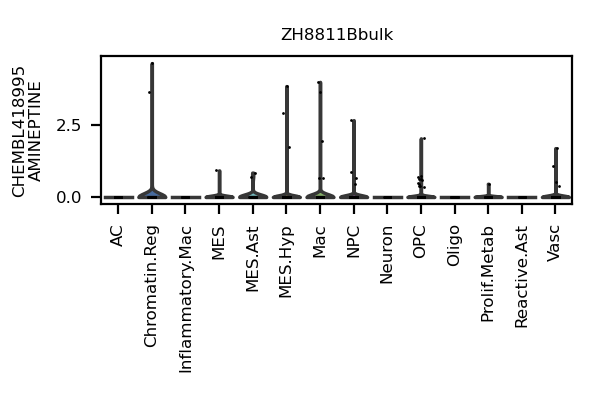 ZH8811Bbulk
CHEMBL418995
AMINEPTINE
2.5
0.0
AC
Chromatin.Reg
Inflammatory.Mac
MES
MES.Ast
MES.Hyp
Mac
NPC
Neuron
OPC
Oligo
Prolif.Metab
Reactive.Ast
Vasc